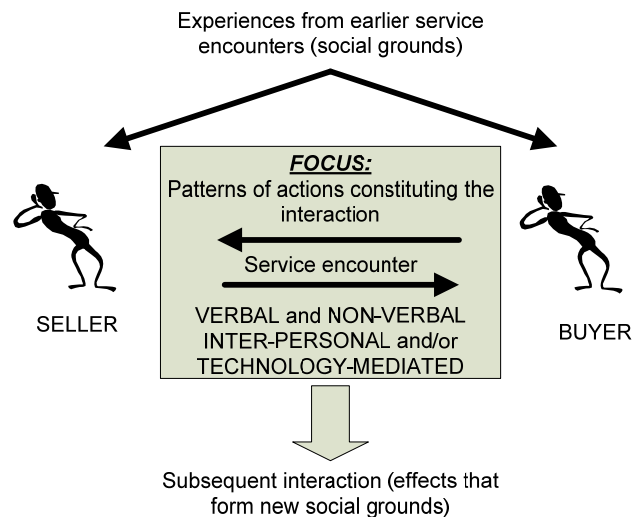 Experiences from earlier service
encounters (social grounds)
FOCUS:
Patterns of actions constituting the
interaction
Service encounter
VERBAL and NON-VERBAL
INTER-PERSONAL and/or
TECHNOLOGY-MEDIATED
SELLER
BUYER
Subsequent interaction (effects that
form new social grounds)